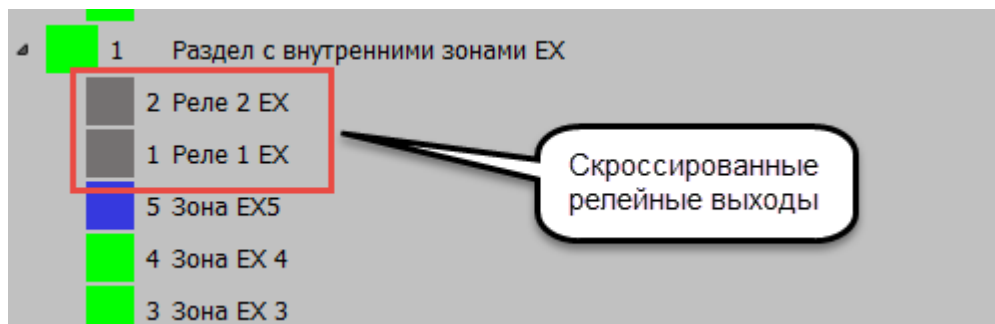 1 Раздел с внутренними зонами EX
2 Реле 2 EX
1 Реле 1 EX
Скроссированные
релейные выходы
5 Зона EX5
4 Зона EX 4
3 Зона EX 3